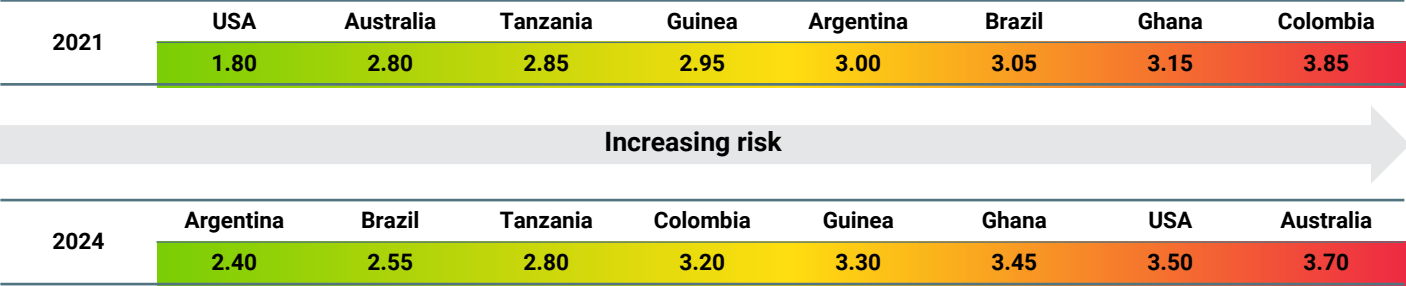 2021
USA Australia Tanzania Guinea Argentina Brazil Ghana Colombia
1.80 2.80 2.85 2.95 3.00 3.05 3.15 3.85
Increasing risk
2024
Argentina Brazil Tanzania Colombia Guinea Ghana USA Australia
2.40 2.55 2.80 3.20 3.30 3.45 3.50 3.70